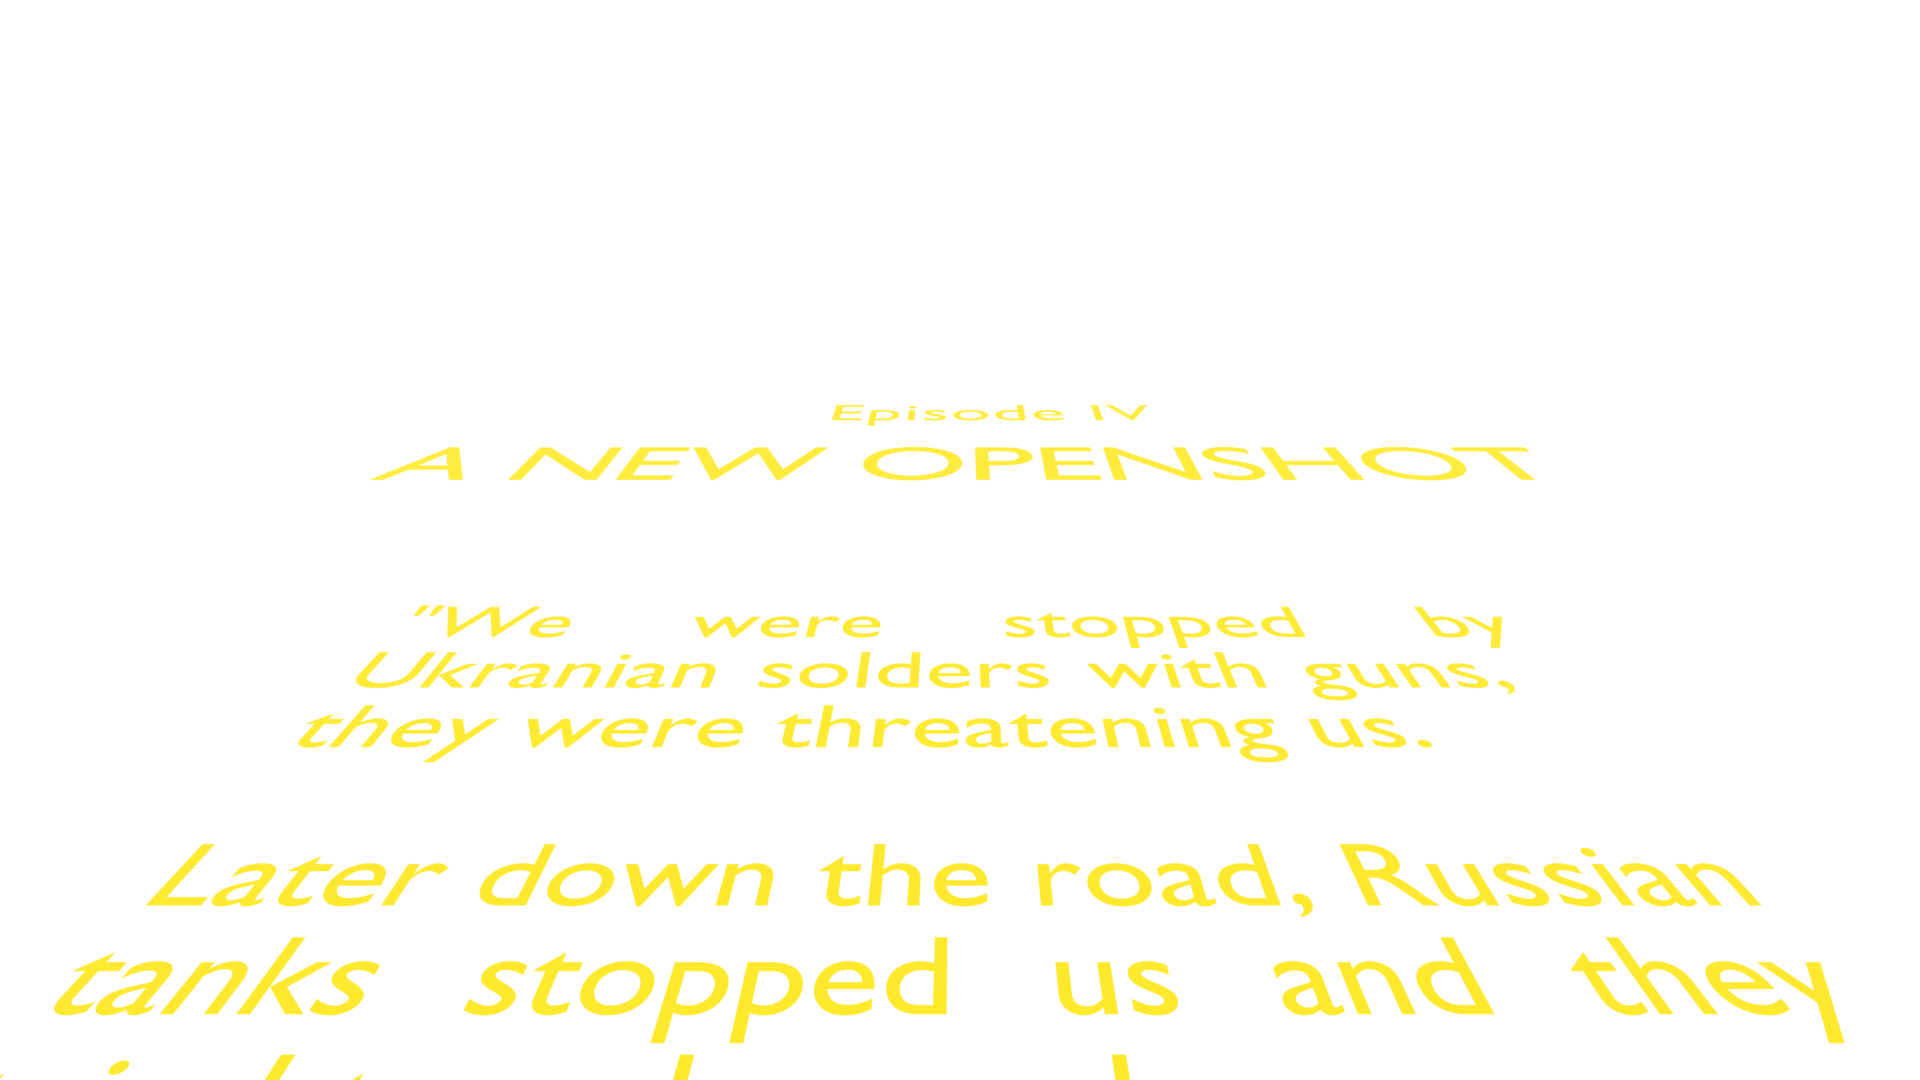 Episode IV
A NEW OPENSHOT
"We were stopped by
Ukranian solders with guns,
they were threatening us.
Later down the road, Russian
tanks stopped us and they